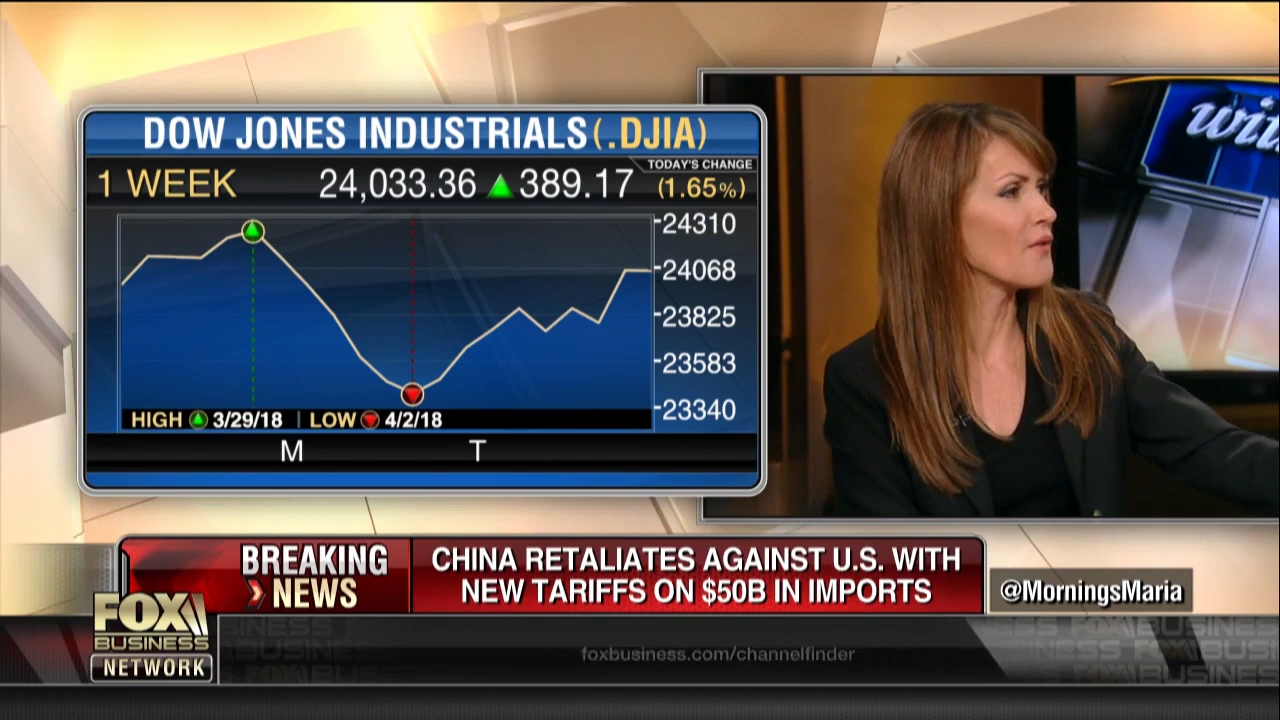 DOW JONES INDUSTRIALS (.DJIA)
TODAY'S CHANGE
1 WEEK 24,033.36 389.17 (1.65%)
24310
24068
23825
23583
23340
HIGH 3/29/18 | LOW 4/2/18
M T
BREAKING
NEWS
CHINA RETALIATES AGAINST U.S. WITH
NEW TARIFFS ON $50B IN IMPORTS
@MorningsMaria
FOX
BUSINESS
NETWORK
foxbusiness.com/channelfinder